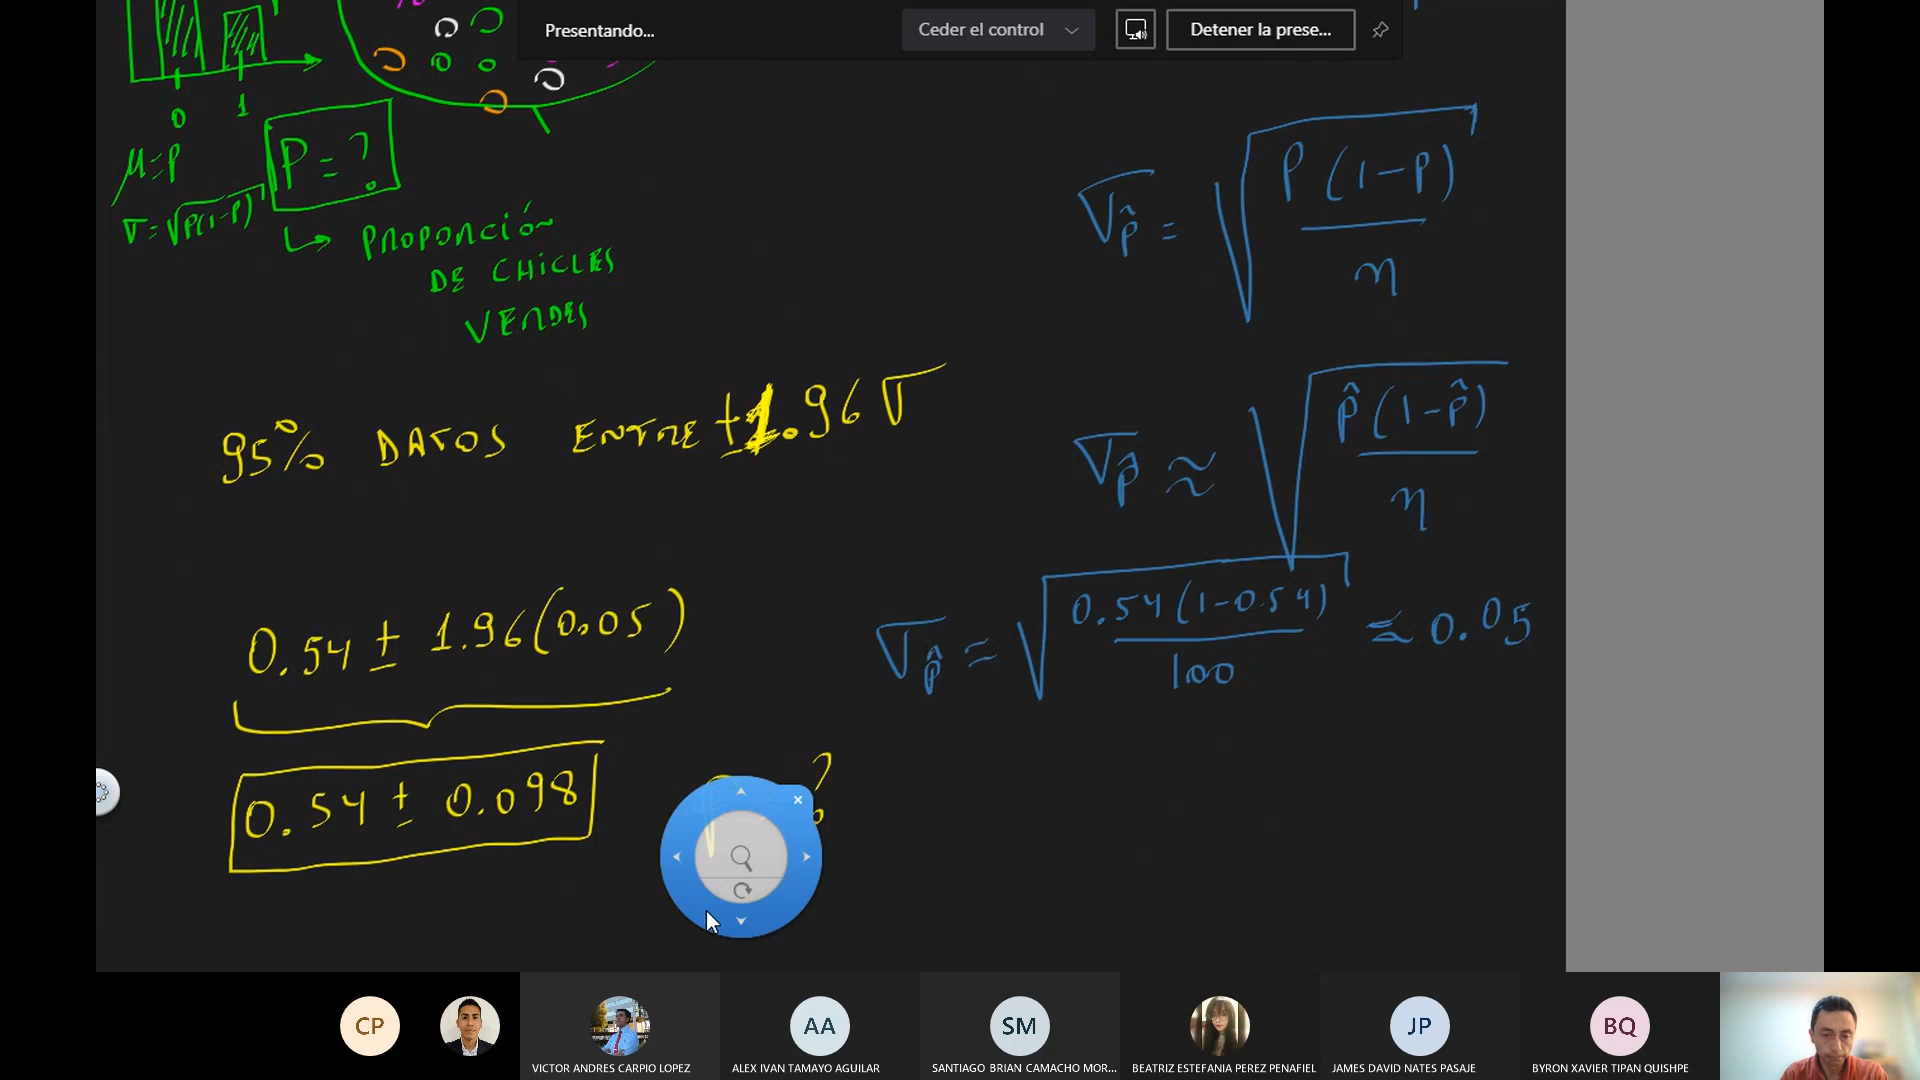 Presentando...
Ceder el control
Detener la prese...
0 1
μ=P
P=?
σ=√P(1-P)
PROPORCIÓN
DE CHICLES
VERDES
95% DATOS ENTRE ±1.96 σ
0.54 ± 1.96(0.05)
0.54 ± 0.098
?
σp̂ = √P(1-P)/n
σp̂ ≈ √p̂(1-p̂)/n
σp̂ = √0.54(1-0.54)/100 ≈ 0.05
CP
AA
SM
JP
BQ
VICTOR ANDRES CARPIO LOPEZ
ALEX IVAN TAMAYO AGUILAR
SANTIAGO BRIAN CAMACHO MOR...
BEATRIZ ESTEFANIA PEREZ PENAFIEL
JAMES DAVID NATES PASAJE
BYRON XAVIER TIPAN QUISHPE